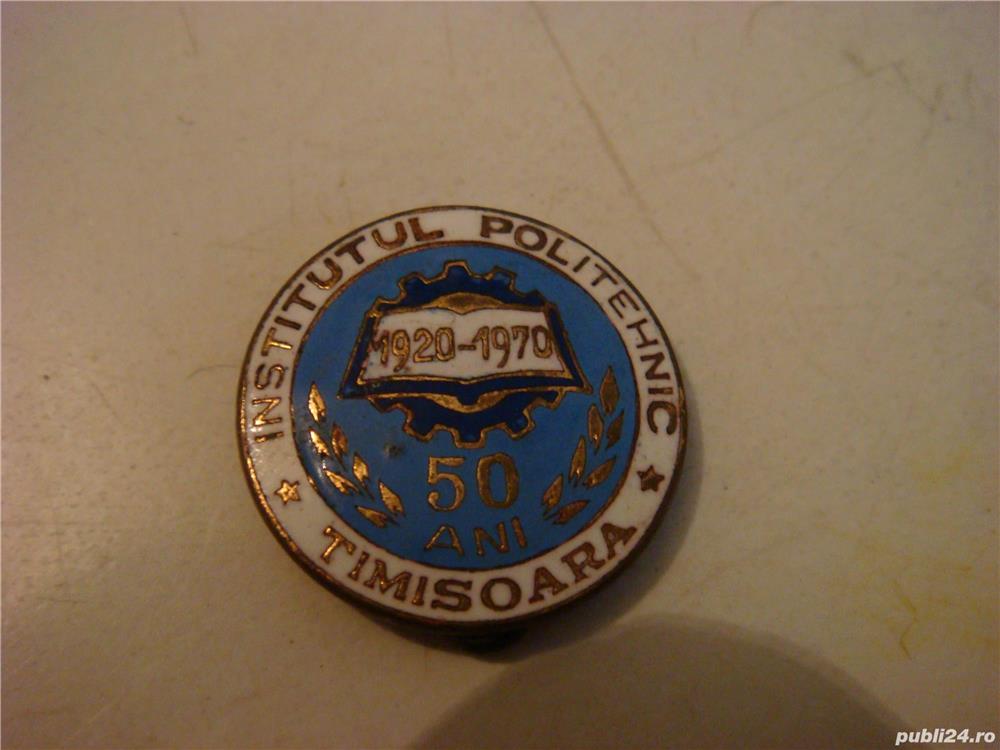 INSTITUTUL POLITEHNIC
1920-1970
50
ANI
TIMISOARA
publi24.ro